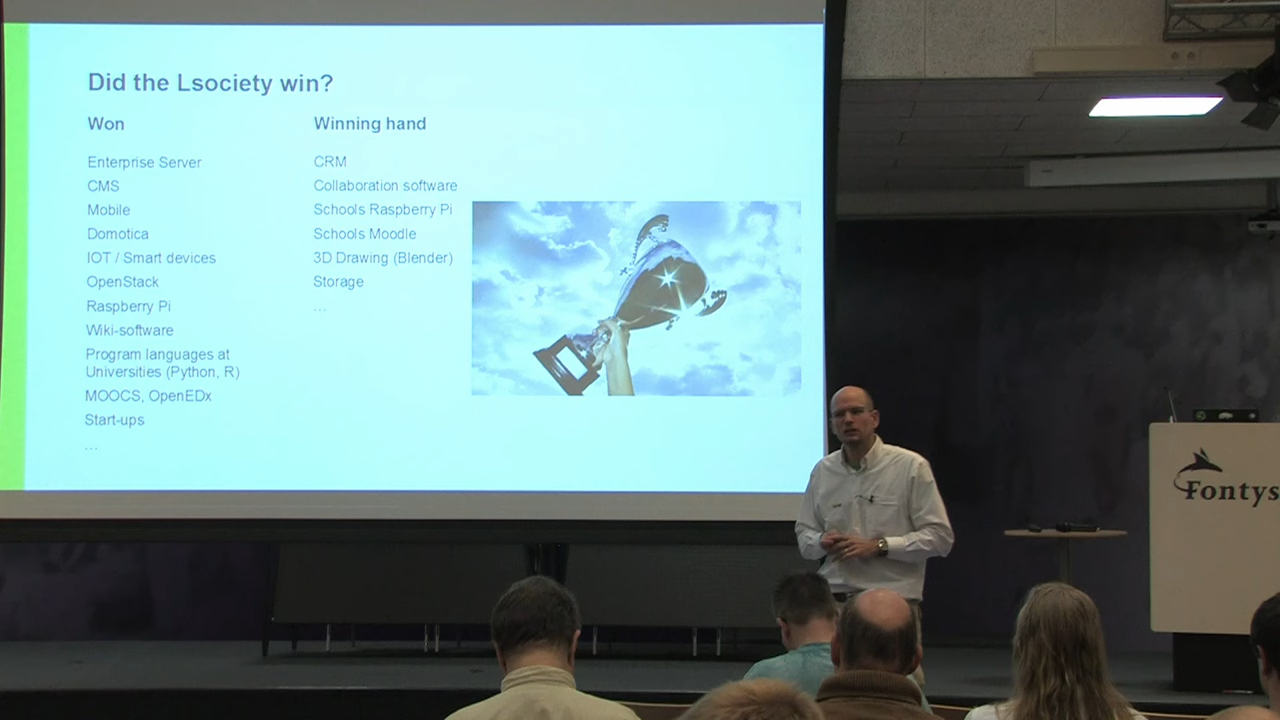 Did the Lsociety win?
Won
Enterprise Server
CMS
Mobile
Domotica
IOT / Smart devices
OpenStack
Raspberry Pi
Wiki-software
Program languages at
Universities (Python, R)
MOOCS, OpenEDx
Start-ups
...
Winning hand
CRM
Collaboration software
Schools Raspberry Pi
Schools Moodle
3D Drawing (Blender)
Storage
...
Fontys